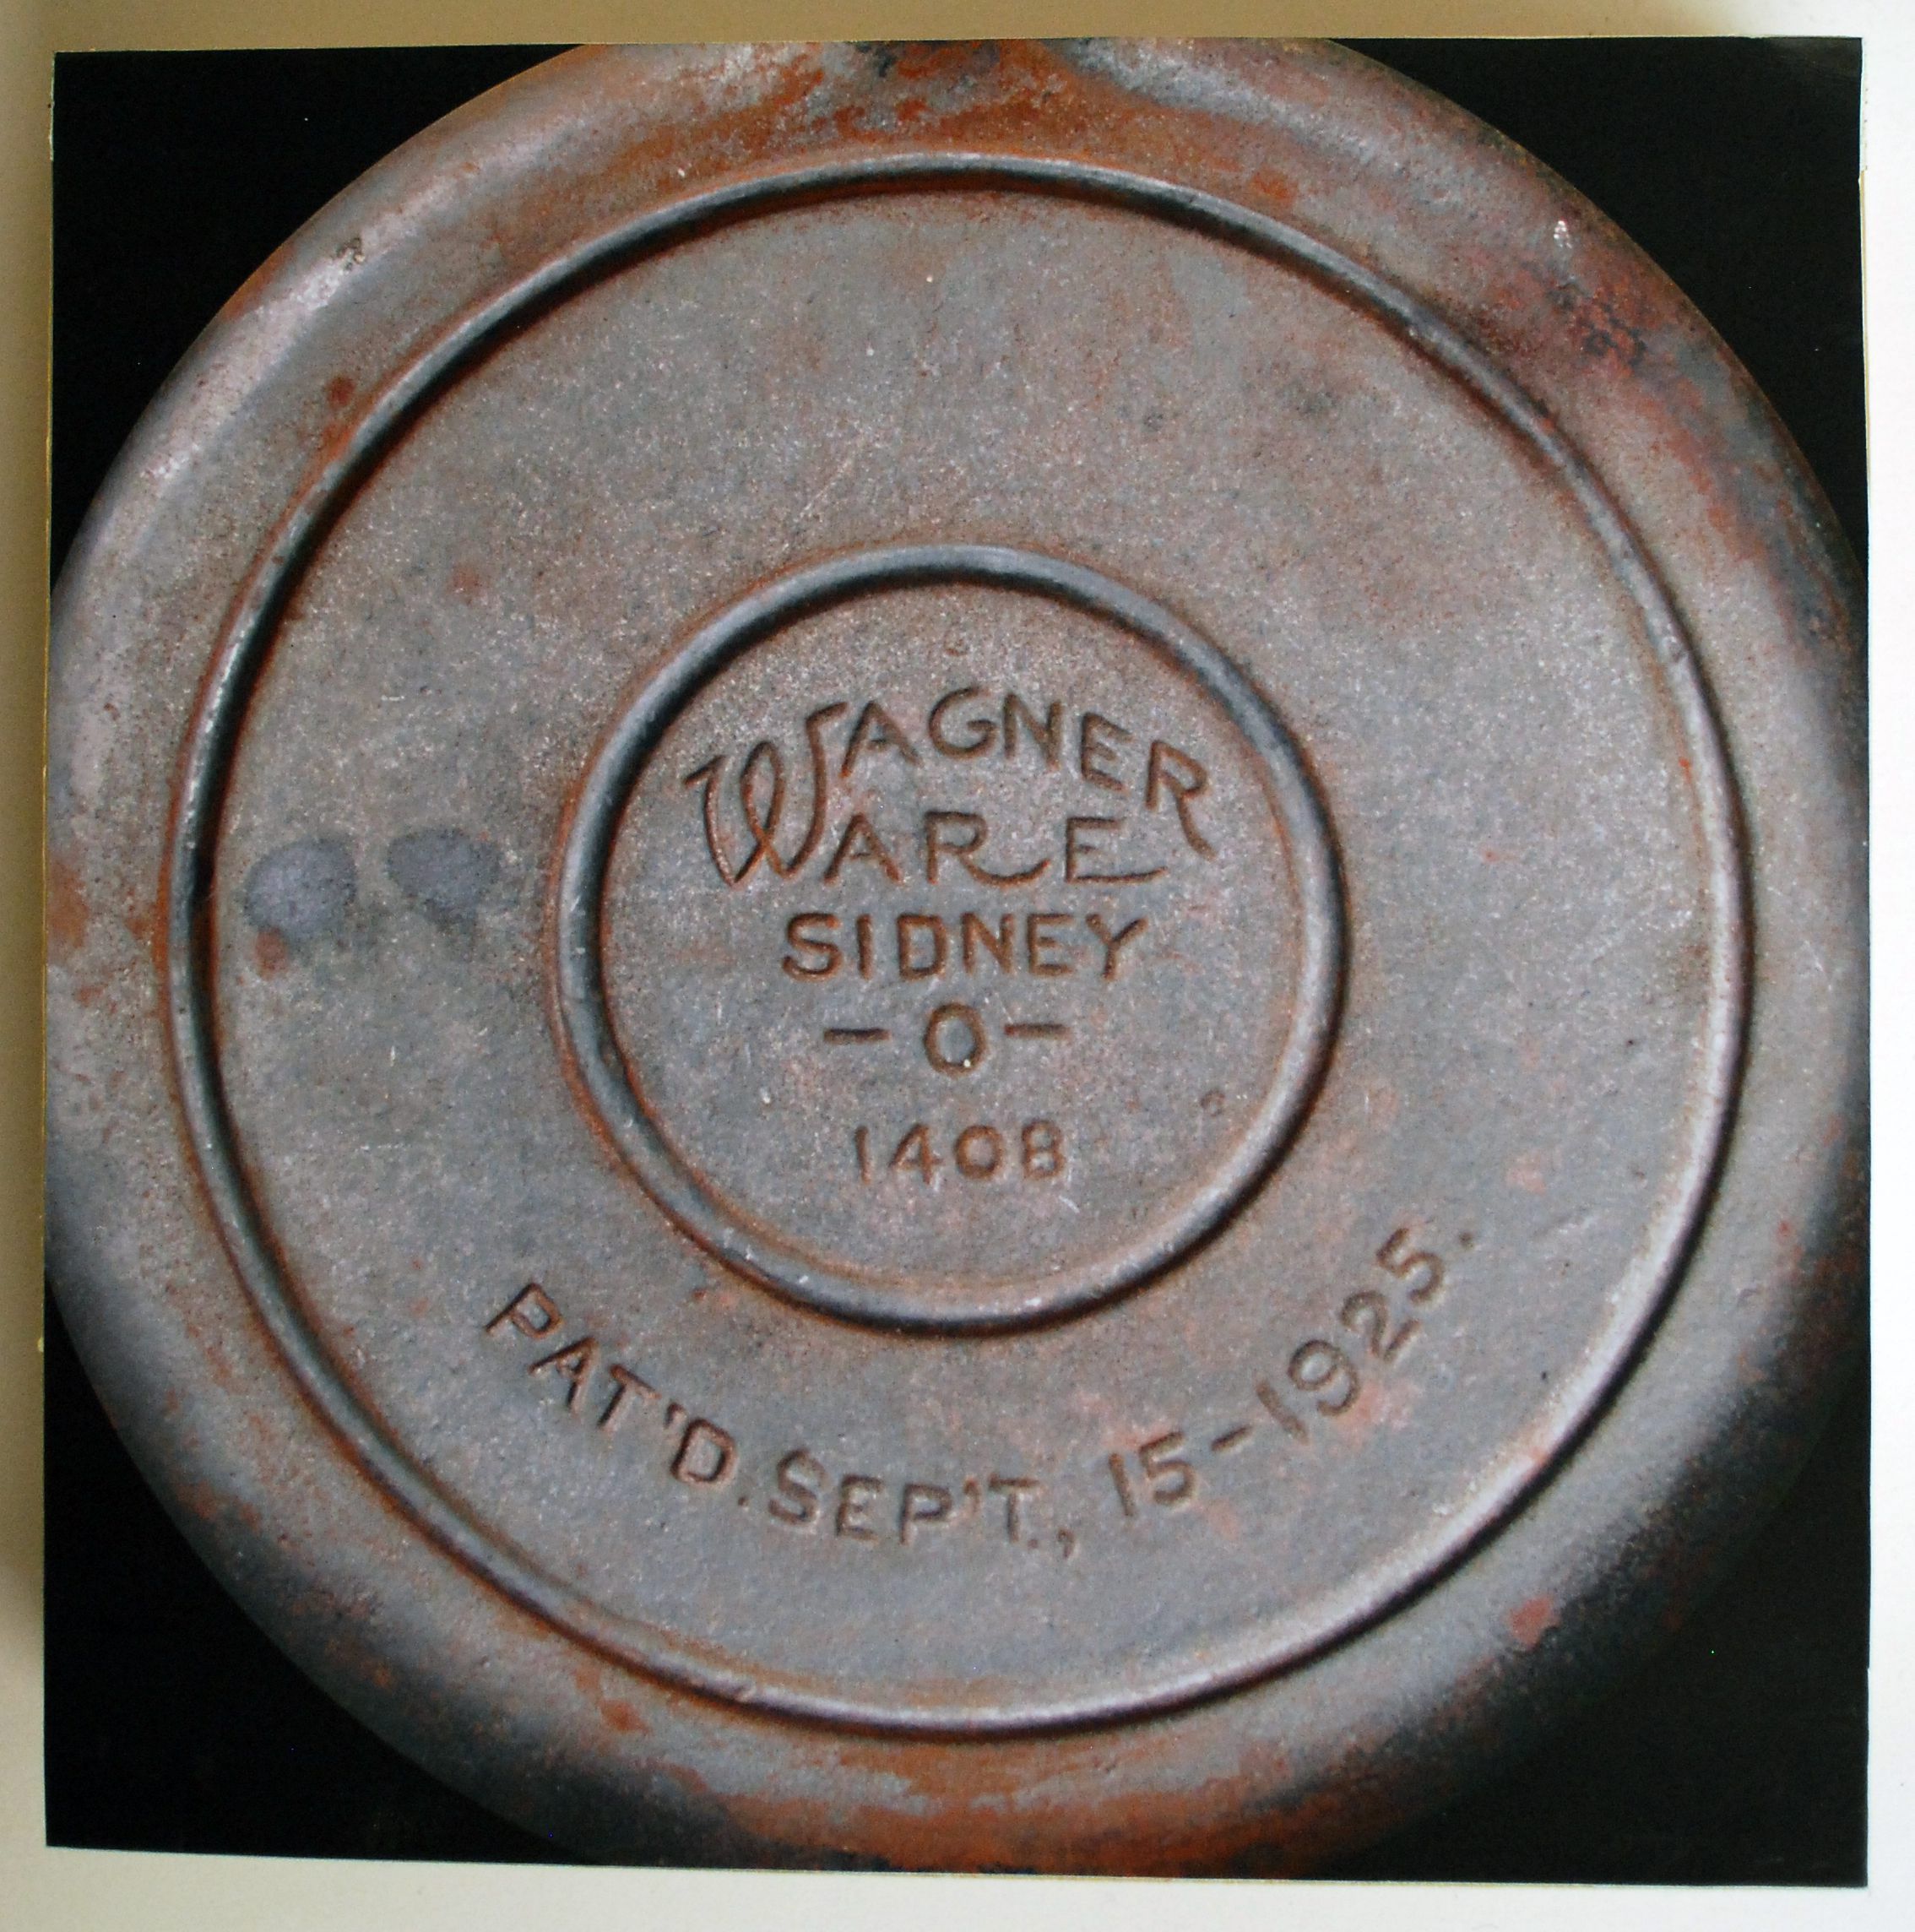 WAGNER
WARE
SIDNEY
-O-
1408
PAT'D. SEP'T., 15-1925.